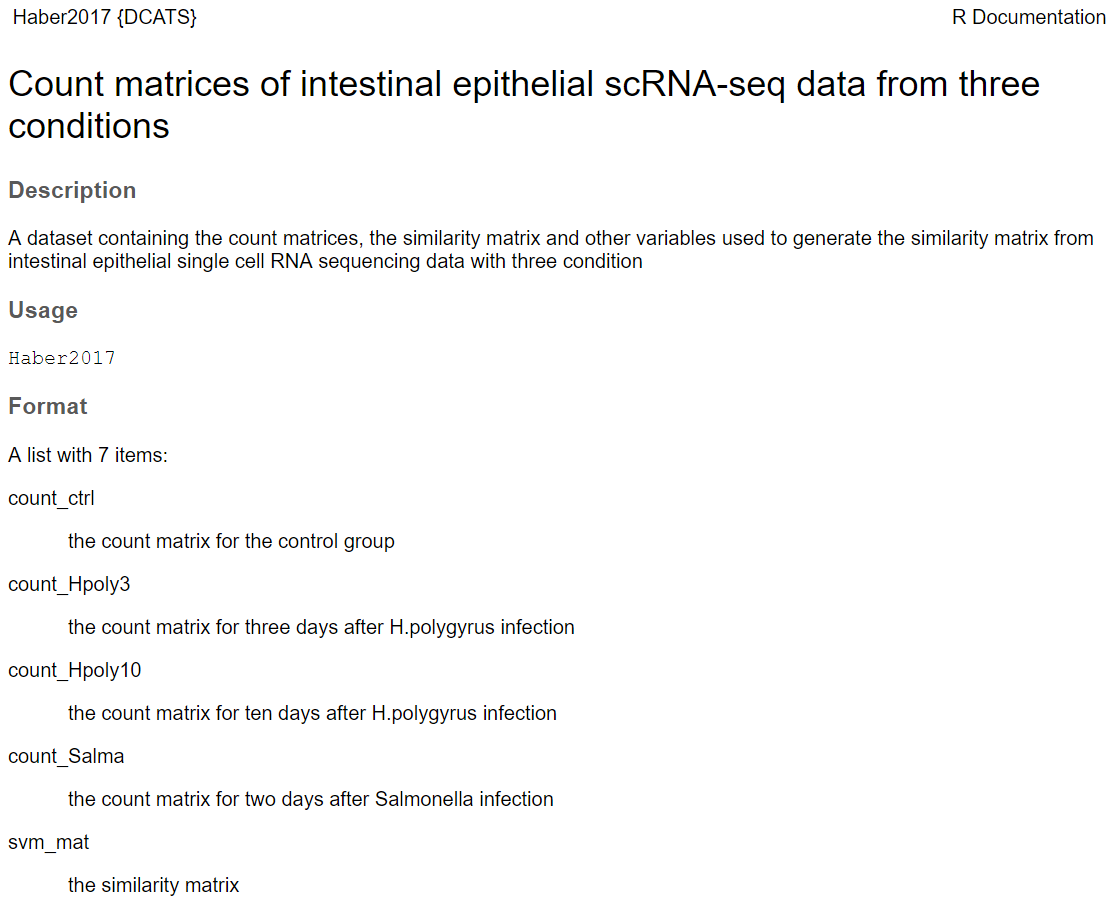 Haber2017 {DCATS}
R Documentation
Count matrices of intestinal epithelial scRNA-seq data from three
conditions
Description
A dataset containing the count matrices, the similarity matrix and other variables used to generate the similarity matrix from
intestinal epithelial single cell RNA sequencing data with three condition
Usage
Haber2017
Format
A list with 7 items:
count_ctrl
the count matrix for the control group
count_Hpoly3
the count matrix for three days after H.polygyrus infection
count_Hpoly10
the count matrix for ten days after H.polygyrus infection
count_Salma
the count matrix for two days after Salmonella infection
svm_mat
the similarity matrix